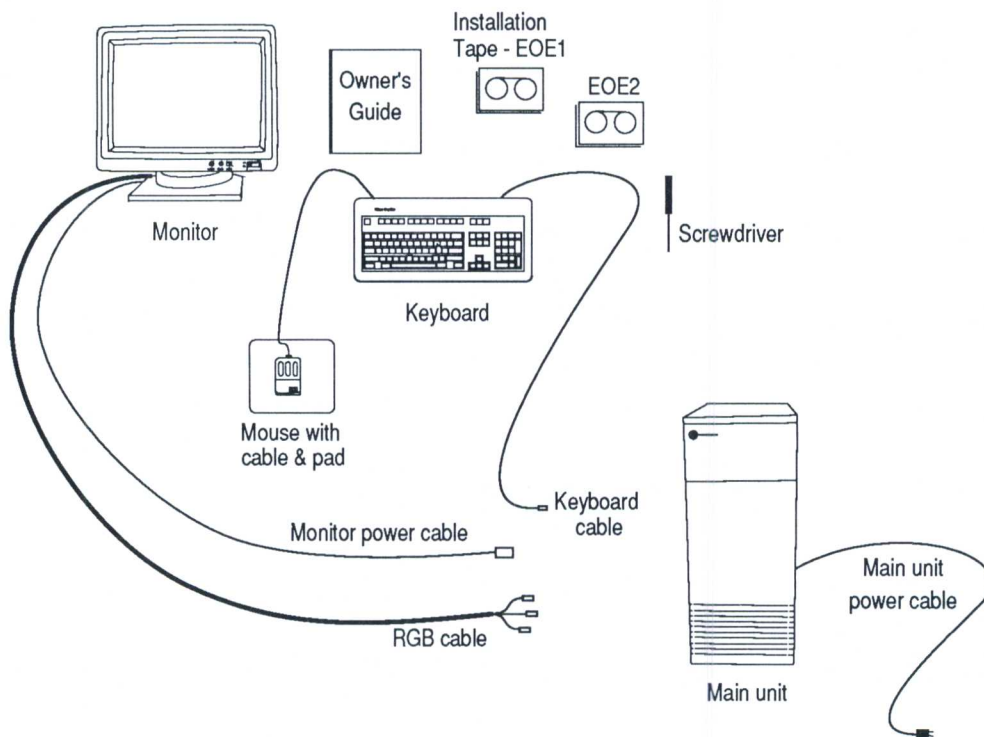 Installation
Tape - EOE1
Owner's
Guide
EOE2
Monitor
Screwdriver
Keyboard
Mouse with
cable & pad
Keyboard
cable
Monitor power cable
Main unit
power cable
RGB cable
Main unit